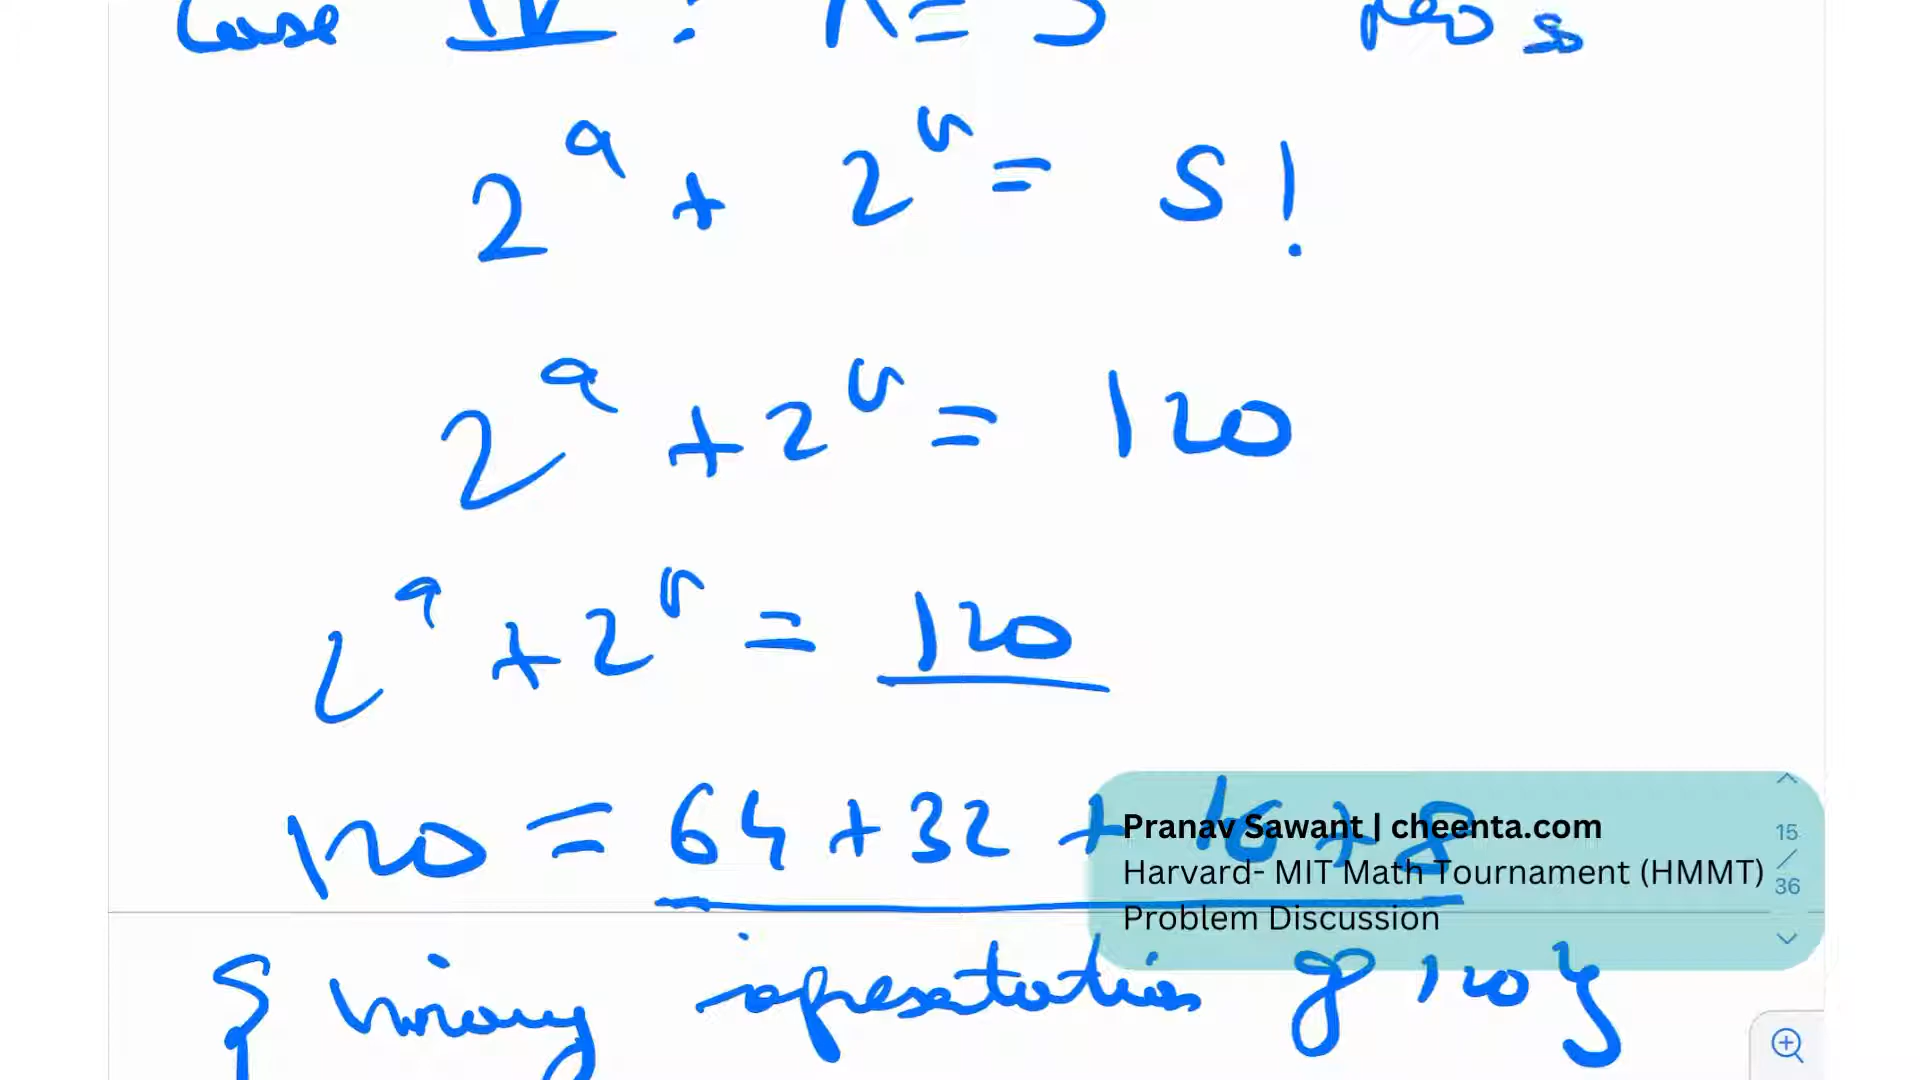 Case IV : n = 5
2^a + 2^b = 5!
2^a + 2^b = 120
2^a + 2^b = 120
120 = 64 + 32 + 16 + 8
{ binary representation of 120 }
Pranav Sawant | cheenta.com
Harvard- MIT Math Tournament (HMMT)
Problem Discussion
15
/
36